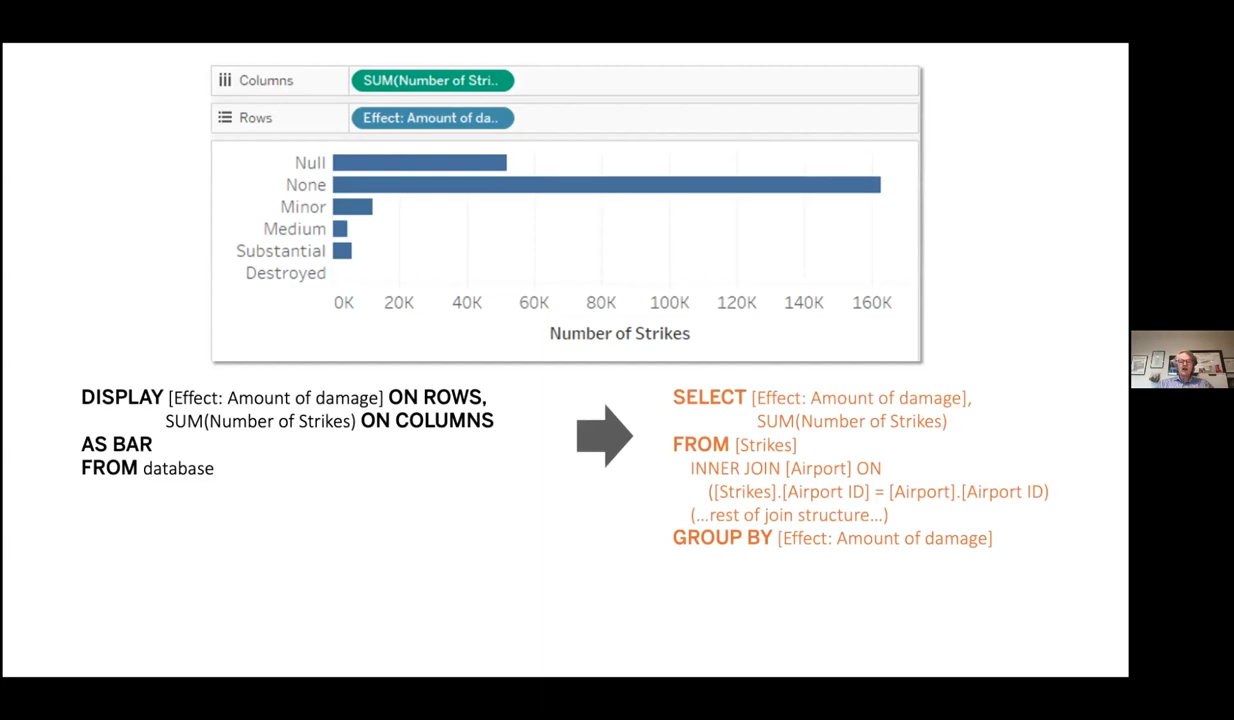 Columns
SUM(Number of Stri..
Rows
Effect: Amount of da..
Null
None
Minor
Medium
Substantial
Destroyed
0K 20K 40K 60K 80K 100K 120K 140K 160K
Number of Strikes
DISPLAY [Effect: Amount of damage] ON ROWS,
SUM(Number of Strikes) ON COLUMNS
AS BAR
FROM database
SELECT [Effect: Amount of damage],
SUM(Number of Strikes)
FROM [Strikes]
INNER JOIN [Airport] ON
([Strikes].[Airport ID] = [Airport].[Airport ID)
(...rest of join structure...)
GROUP BY [Effect: Amount of damage]